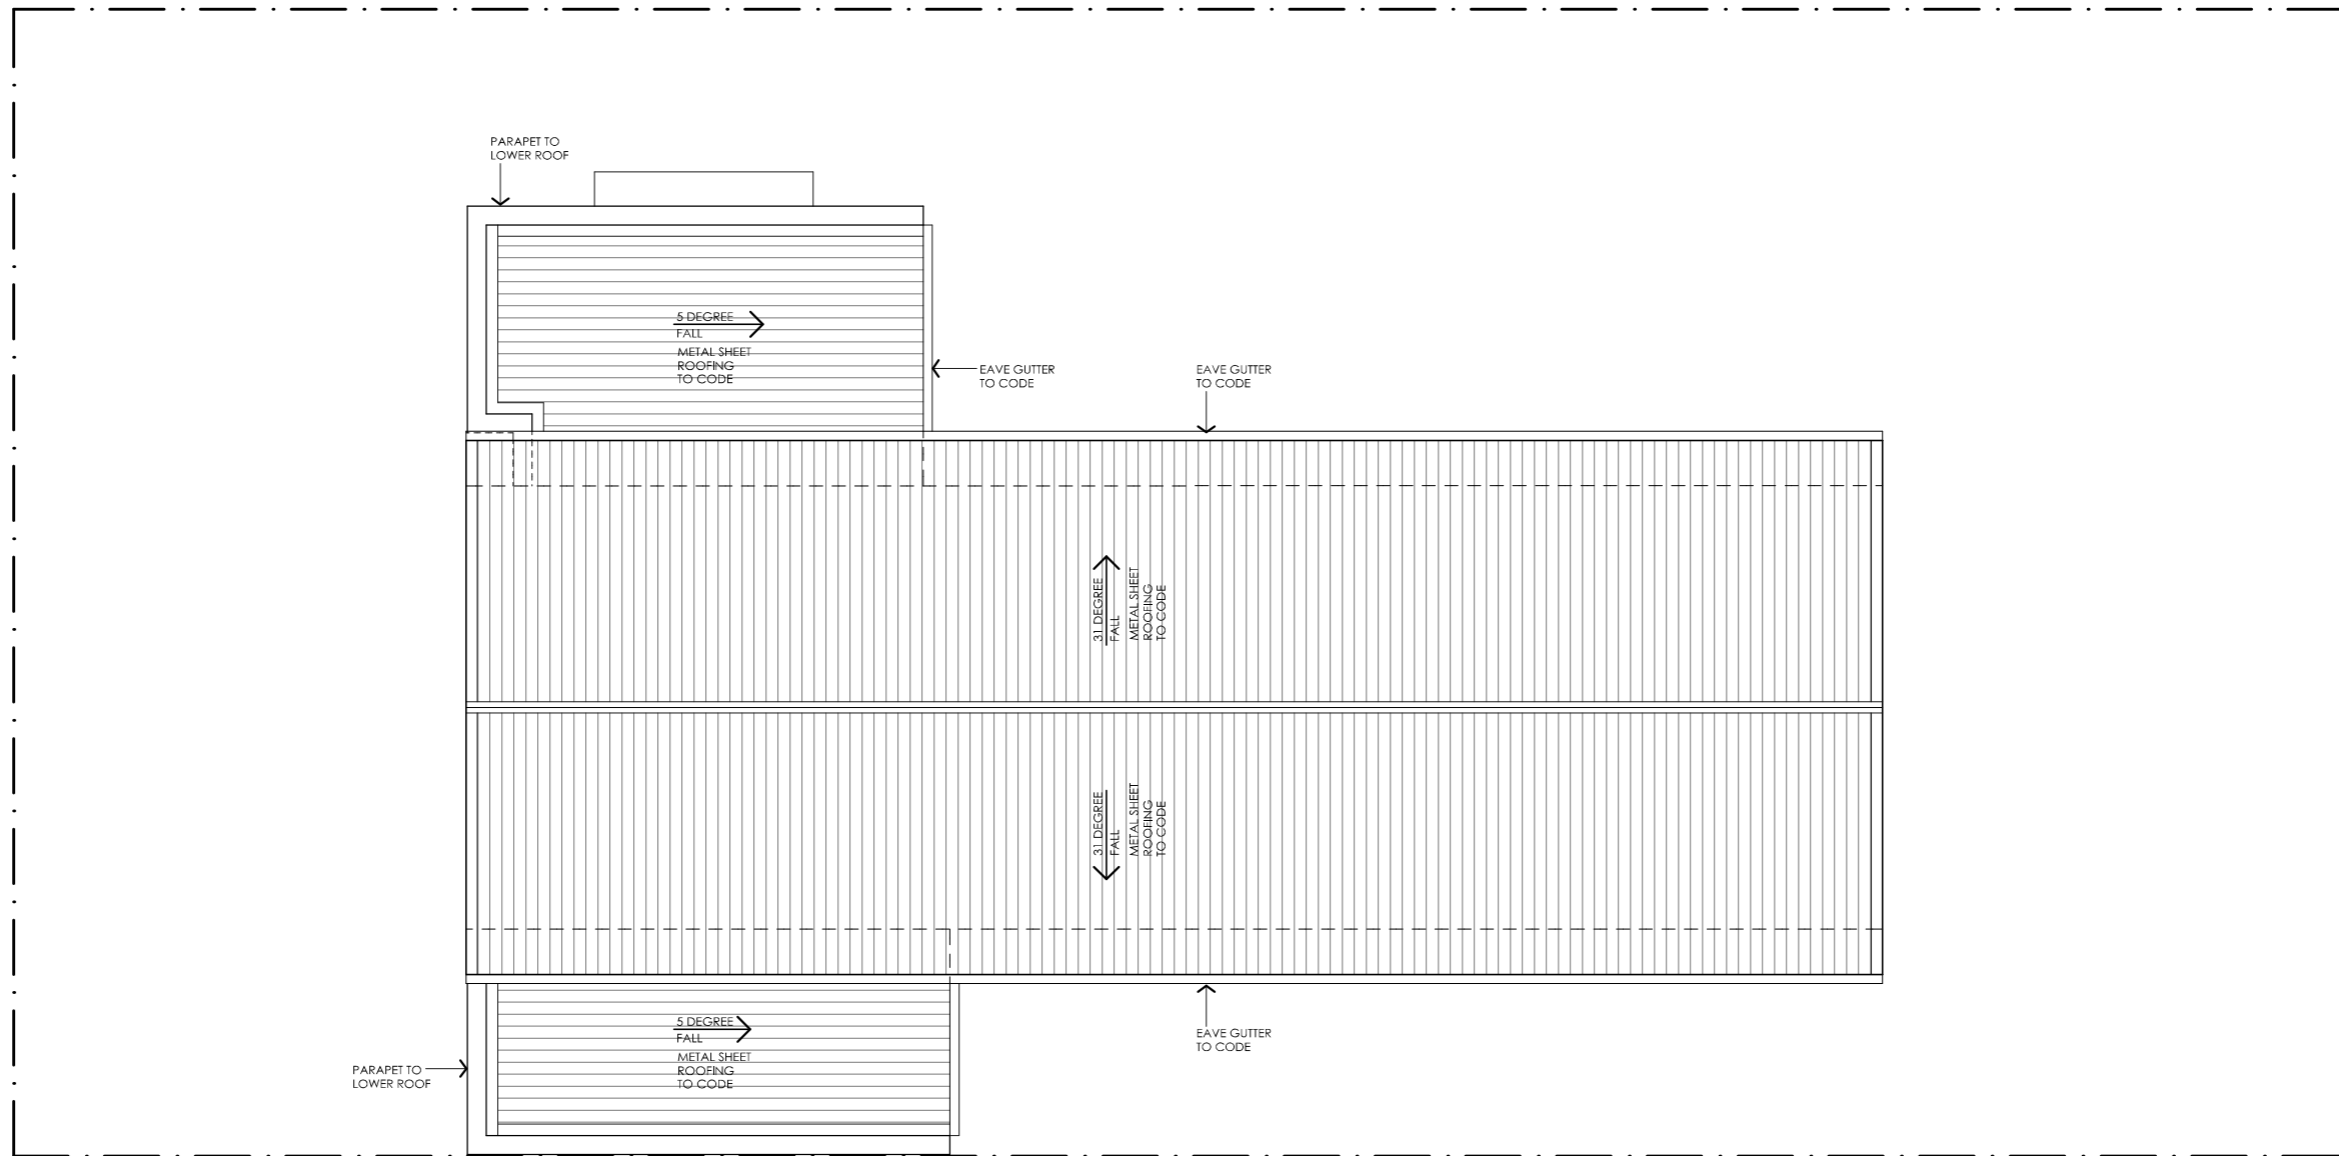 PARAPET TO
LOWER ROOF
5 DEGREE
FALL
METAL SHEET
ROOFING
TO CODE
EAVE GUTTER
TO CODE
EAVE GUTTER
TO CODE
31 DEGREE
FALL
METAL SHEET
ROOFING
TO CODE
31 DEGREE
FALL
METAL SHEET
ROOFING
TO CODE
5 DEGREE
FALL
METAL SHEET
ROOFING
TO CODE
EAVE GUTTER
TO CODE
PARAPET TO
LOWER ROOF